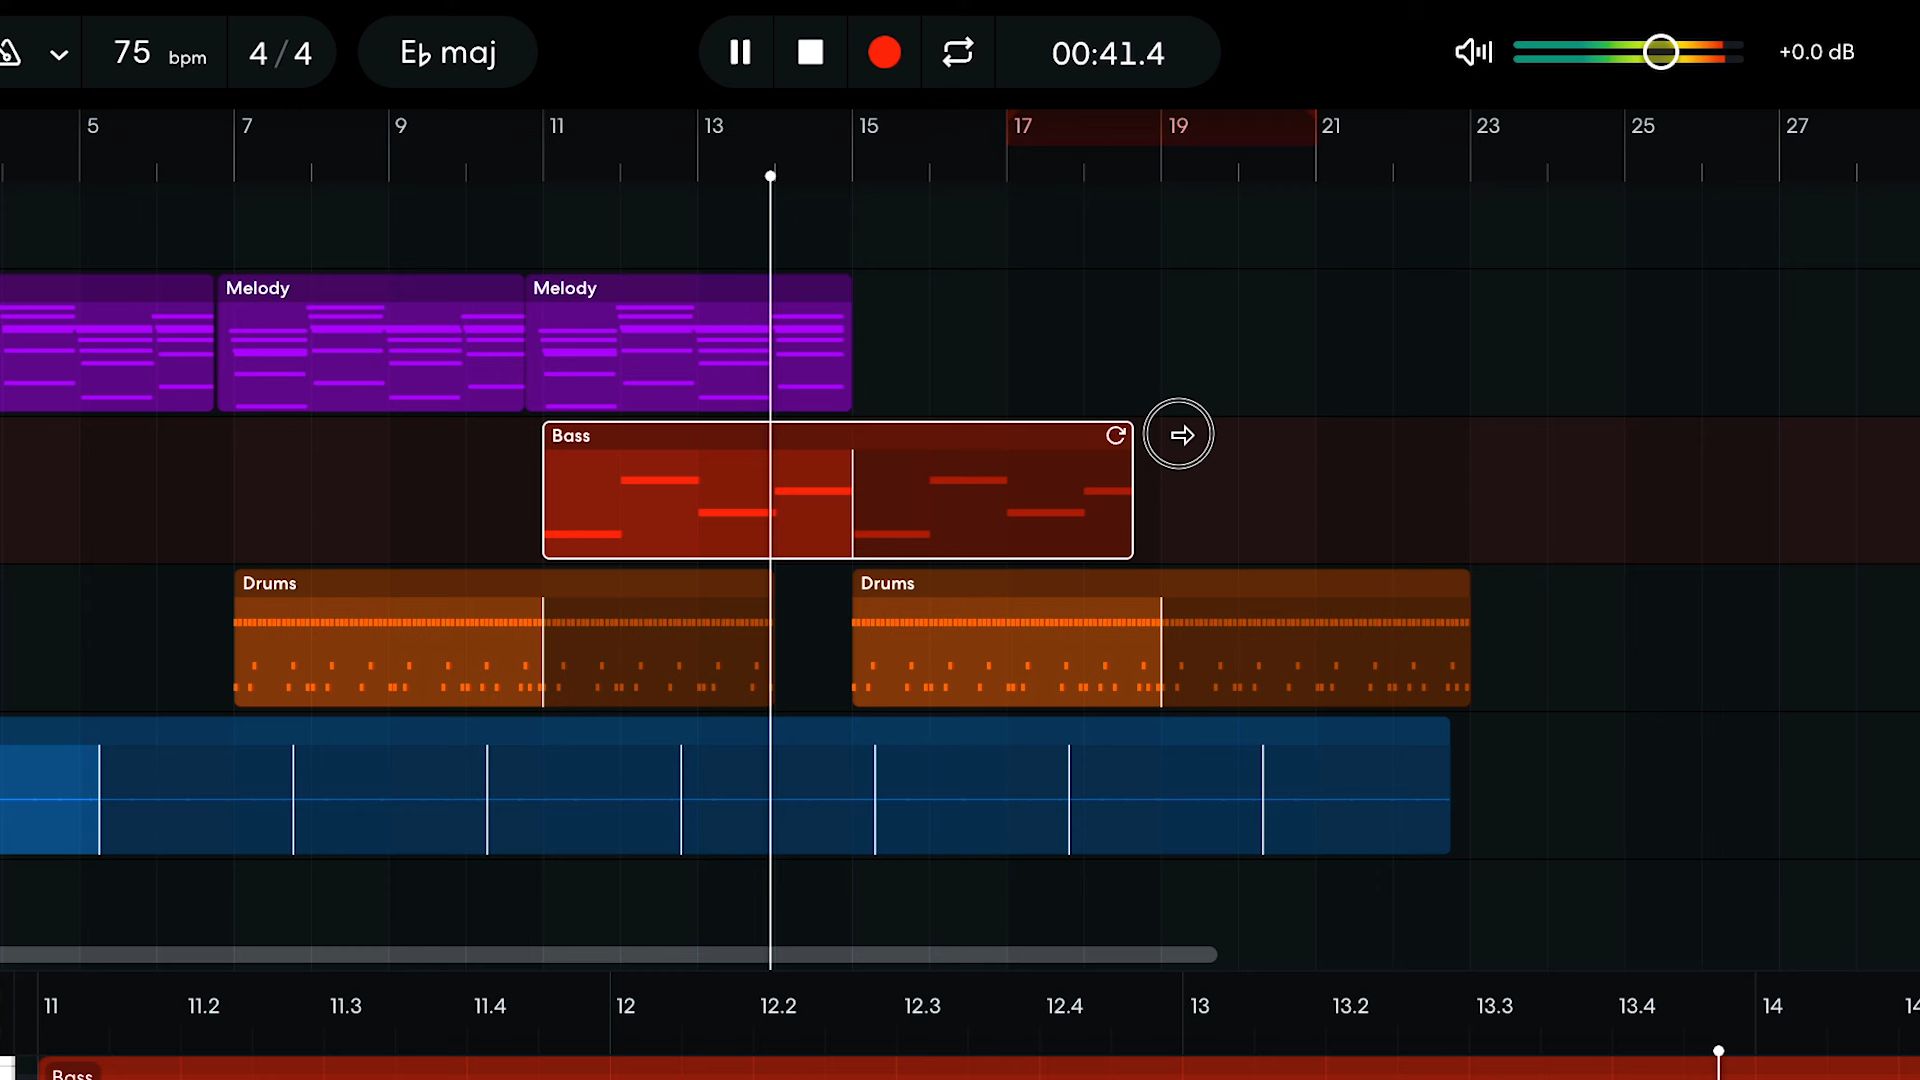 75 bpm 4 / 4 E♭ maj 00:41.4 +0.0 dB
5 7 9 11 13 15 17 19 21 23 25 27
Melody Melody
Bass
Drums Drums
11 11.2 11.3 11.4 12 12.2 12.3 12.4 13 13.2 13.3 13.4 14
Bass